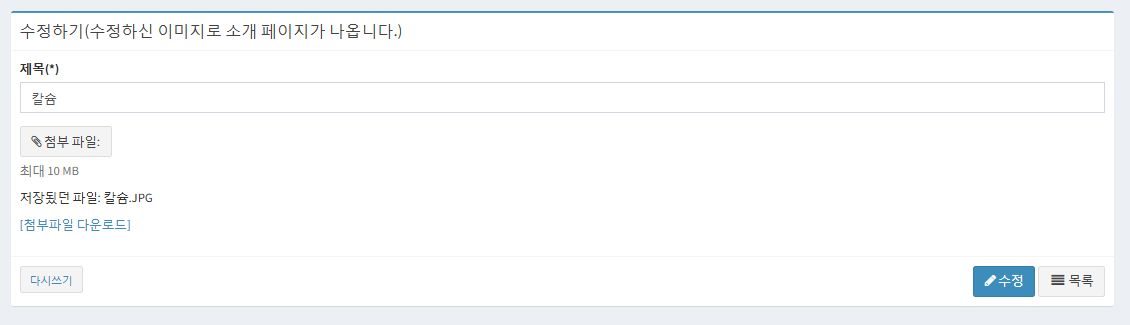 수정하기(수정하신 이미지로 소개 페이지가 나옵니다.)
제목(*)
칼슘
첨부 파일:
최대 10 MB
저장됬던 파일: 칼슘.JPG
[첨부파일 다운로드]
다시쓰기
수정
목록